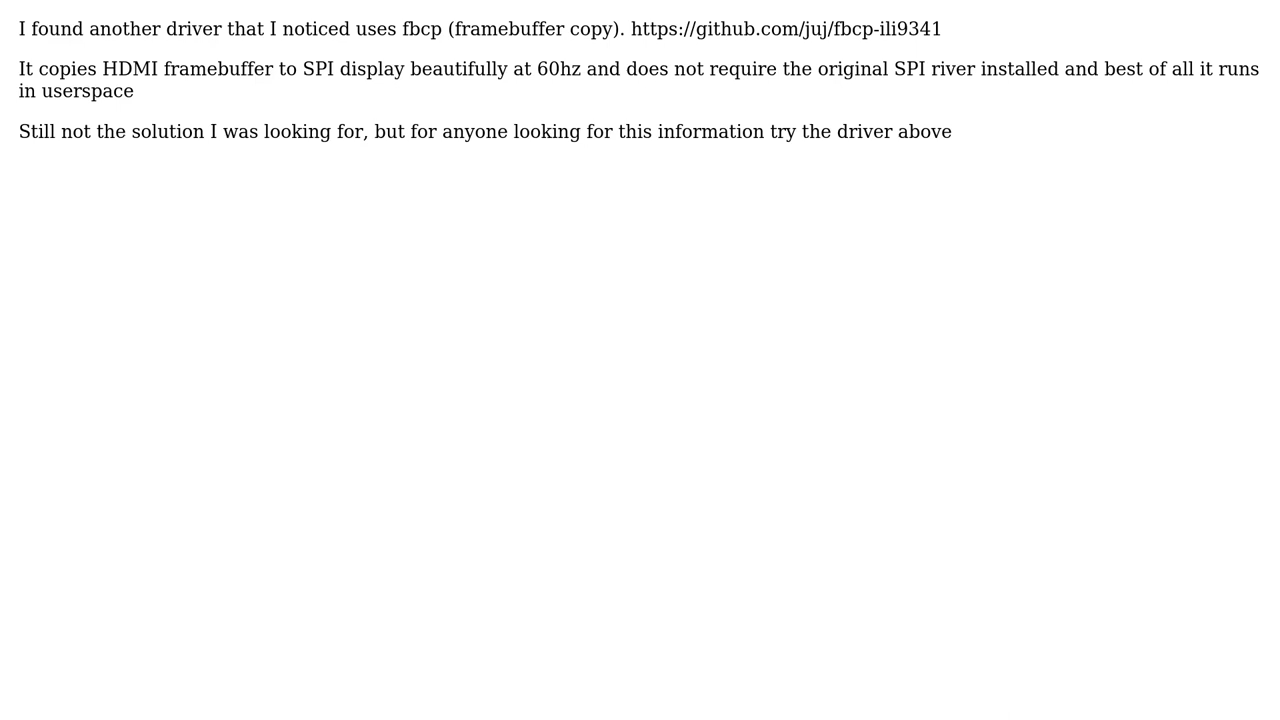 I found another driver that I noticed uses fbcp (framebuffer copy). https://github.com/juj/fbcp-ili9341
It copies HDMI framebuffer to SPI display beautifully at 60hz and does not require the original SPI river installed and best of all it runs
in userspace
Still not the solution I was looking for, but for anyone looking for this information try the driver above